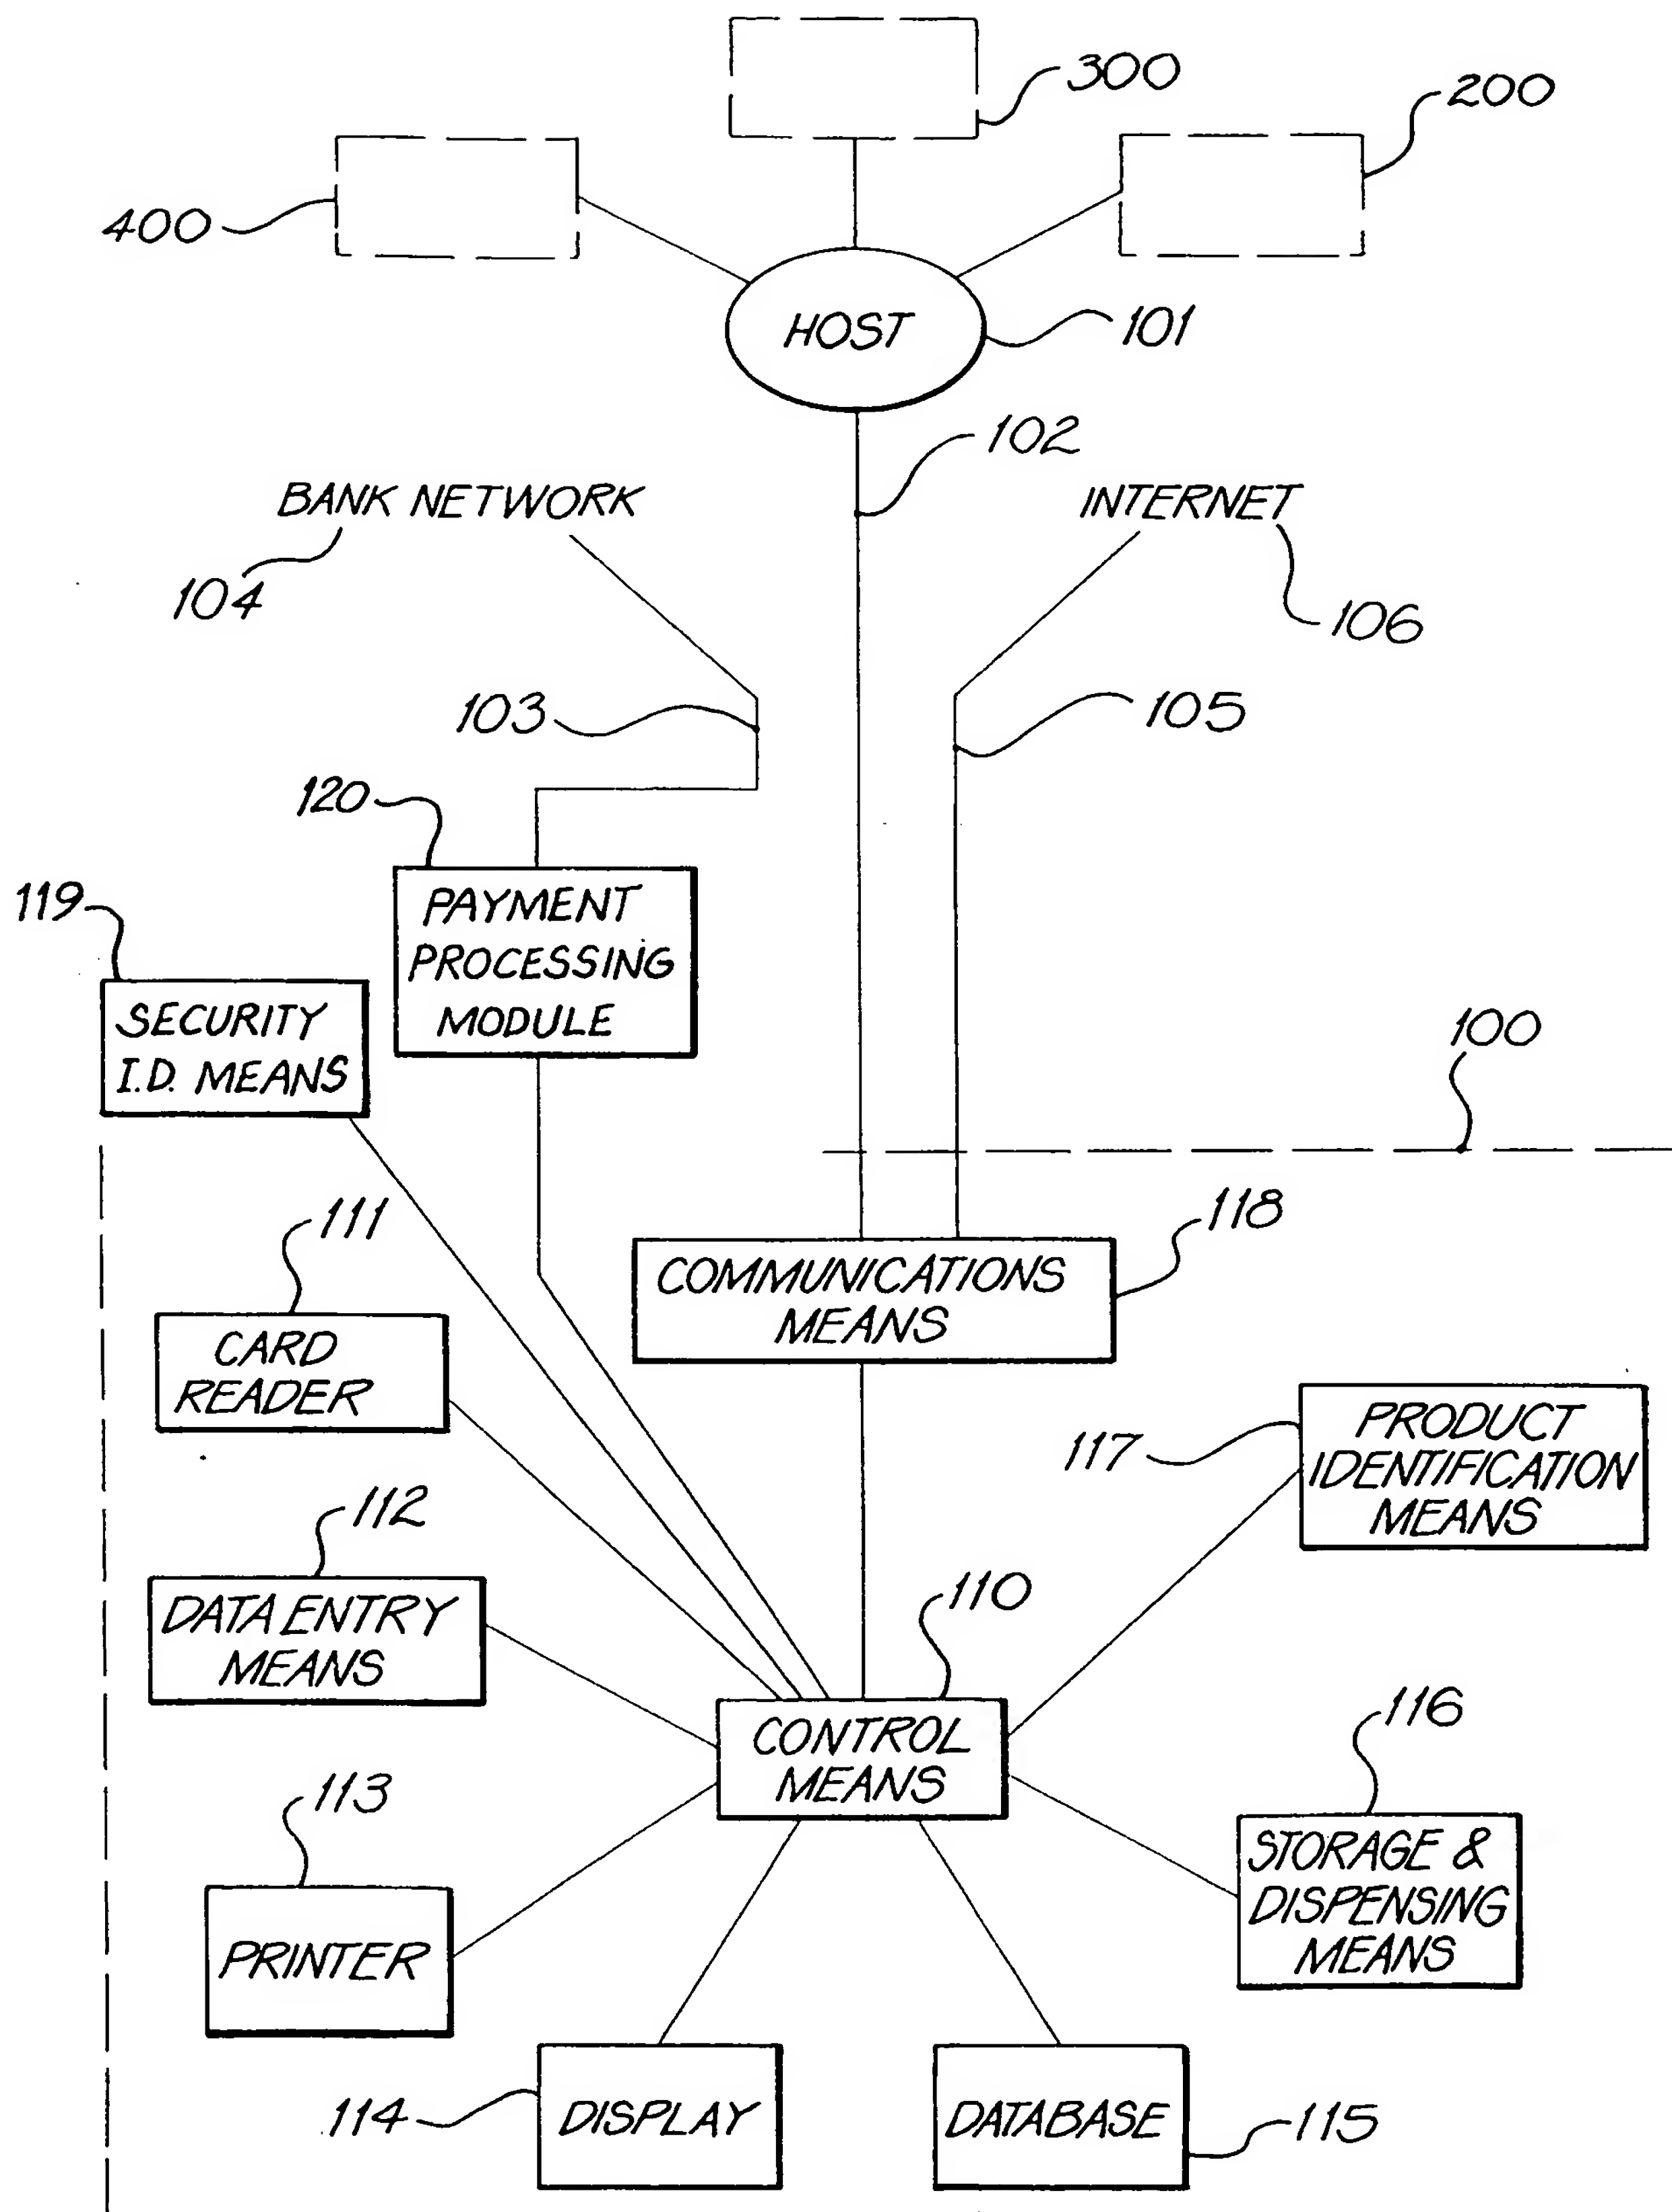 300
200
400
HOST
101
102
BANK NETWORK
INTERNET
104
106
103
105
120
PAYMENT
PROCESSING
MODULE
119
SECURITY
I.D. MEANS
100
111
118
COMMUNICATIONS
MEANS
CARD
READER
117
PRODUCT
IDENTIFICATION
MEANS
112
DATA ENTRY
MEANS
110
CONTROL
MEANS
116
STORAGE &
DISPENSING
MEANS
113
PRINTER
114
DISPLAY
DATABASE
115